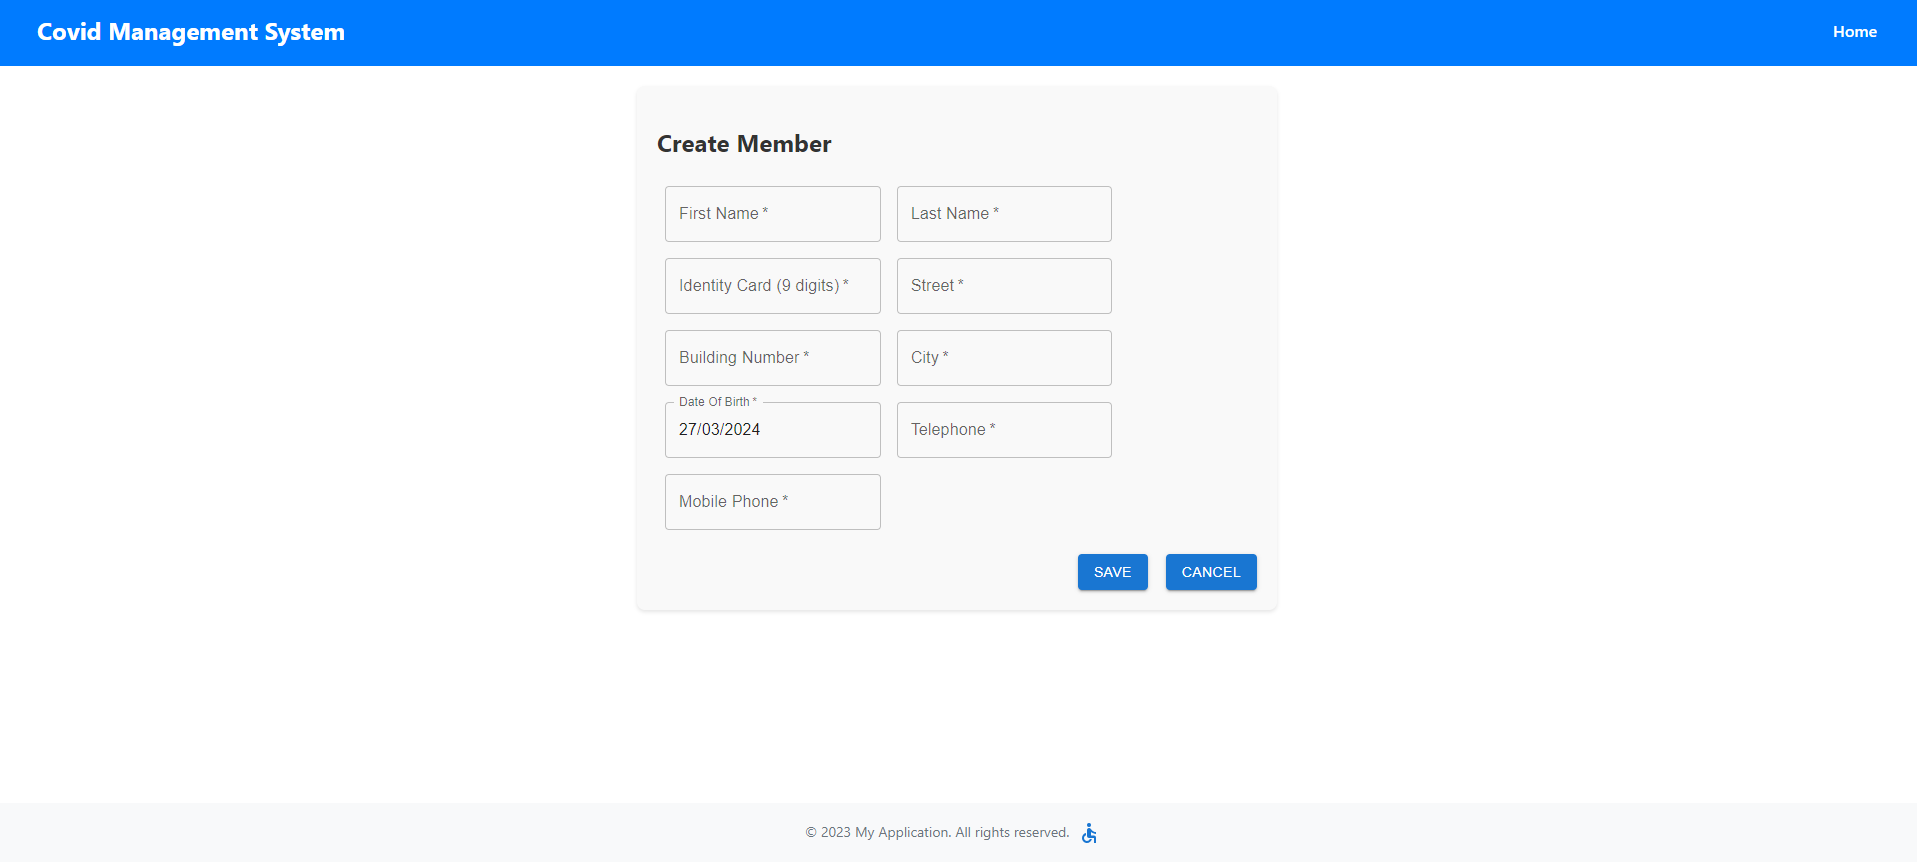 Covid Management System
Home
Create Member
First Name *
Last Name *
Identity Card (9 digits) *
Street *
Building Number *
City *
Date Of Birth *
27/03/2024
Telephone *
Mobile Phone *
SAVE
CANCEL
© 2023 My Application. All rights reserved.